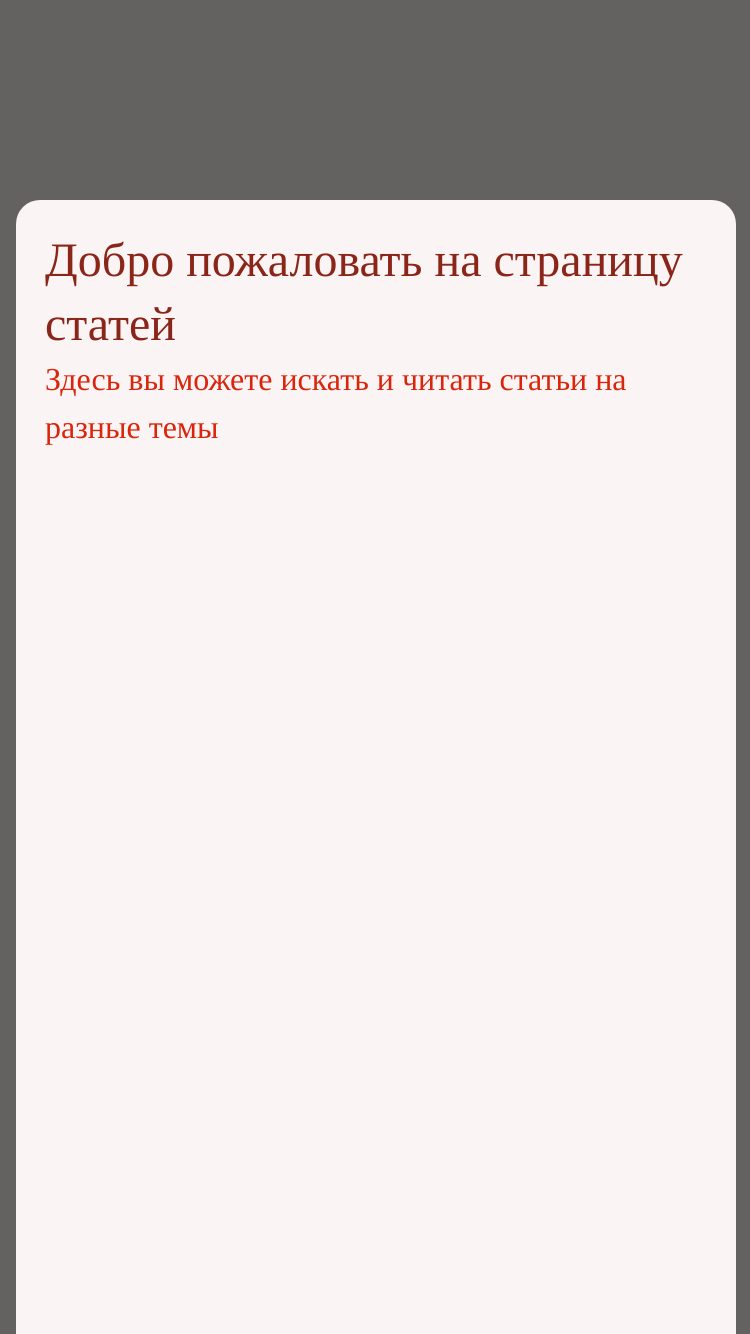 Добро пожаловать на страницу
статей
Здесь вы можете искать и читать статьи на
разные темы